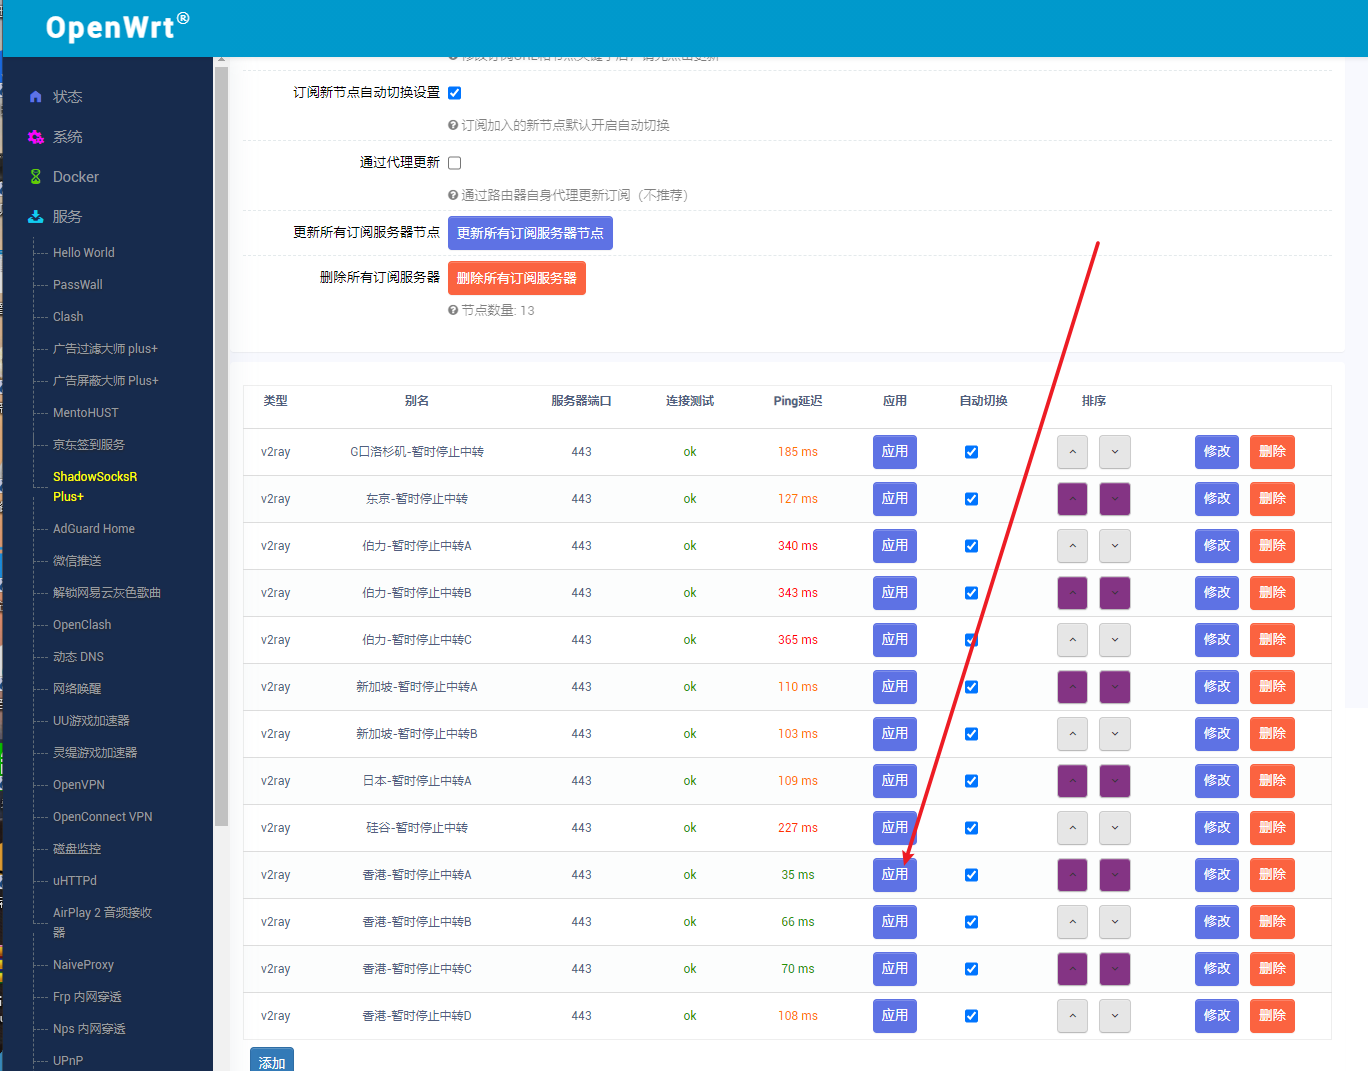 OpenWrt®
状态
系统
Docker
服务
Hello World
PassWall
Clash
广告过滤大师 plus+
广告屏蔽大师 Plus+
MentoHUST
京东签到服务
ShadowSocksR
Plus+
AdGuard Home
微信推送
解锁网易云灰色歌曲
OpenClash
动态 DNS
网络唤醒
UU游戏加速器
灵缇游戏加速器
OpenVPN
OpenConnect VPN
磁盘监控
uHTTPd
AirPlay 2 音频接收
器
NaiveProxy
Frp 内网穿透
Nps 内网穿透
UPnP
订阅新节点自动切换设置
订阅加入的新节点默认开启自动切换
通过代理更新
通过路由器自身代理更新订阅（不推荐）
更新所有订阅服务器节点 更新所有订阅服务器节点
删除所有订阅服务器 删除所有订阅服务器
节点数量: 13
类型 别名 服务器端口 连接测试 Ping延迟 应用 自动切换 排序
v2ray G口洛杉矶-暂时停止中转 443 ok 185 ms 应用 修改 删除
v2ray 东京-暂时停止中转 443 ok 127 ms 应用 修改 删除
v2ray 伯力-暂时停止中转A 443 ok 340 ms 应用 修改 删除
v2ray 伯力-暂时停止中转B 443 ok 343 ms 应用 修改 删除
v2ray 伯力-暂时停止中转C 443 ok 365 ms 应用 修改 删除
v2ray 新加坡-暂时停止中转A 443 ok 110 ms 应用 修改 删除
v2ray 新加坡-暂时停止中转B 443 ok 103 ms 应用 修改 删除
v2ray 日本-暂时停止中转A 443 ok 109 ms 应用 修改 删除
v2ray 硅谷-暂时停止中转 443 ok 227 ms 应用 修改 删除
v2ray 香港-暂时停止中转A 443 ok 35 ms 应用 修改 删除
v2ray 香港-暂时停止中转B 443 ok 66 ms 应用 修改 删除
v2ray 香港-暂时停止中转C 443 ok 70 ms 应用 修改 删除
v2ray 香港-暂时停止中转D 443 ok 108 ms 应用 修改 删除
添加